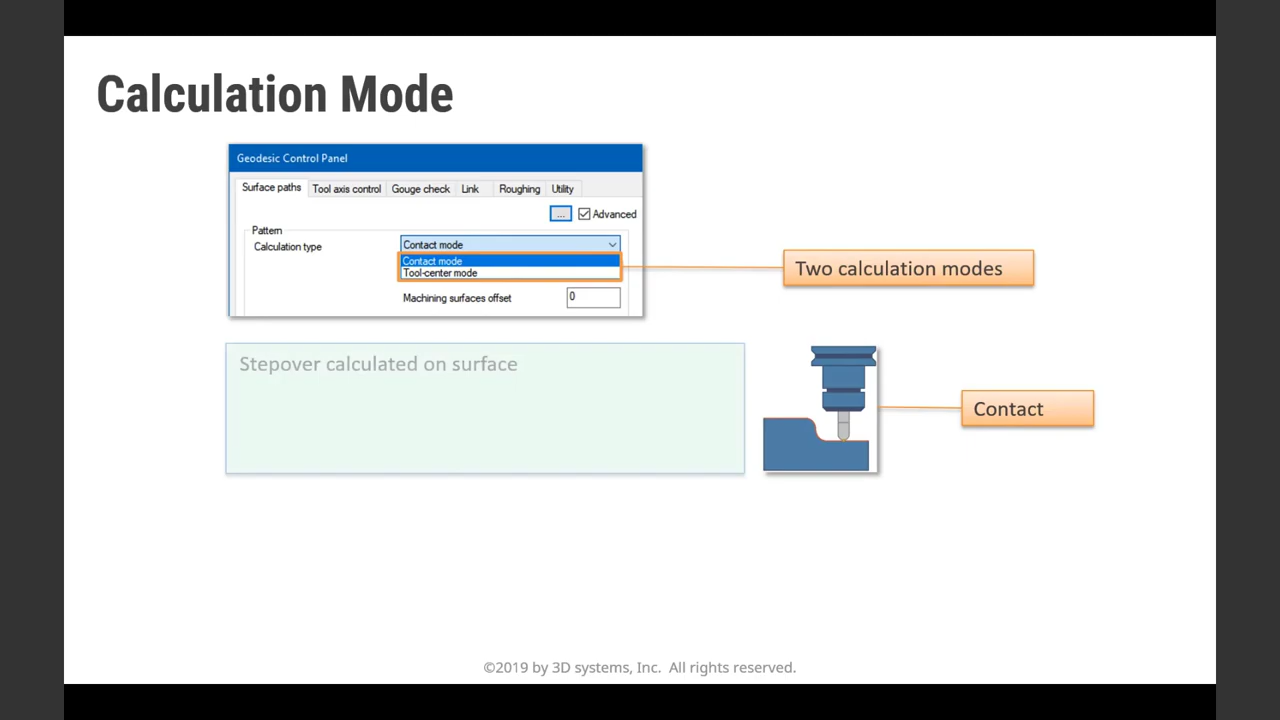 Calculation Mode
Geodesic Control Panel
Surface paths Tool axis control Gouge check Link Roughing Utility
... Advanced
Pattern
Calculation type Contact mode
Contact mode
Tool-center mode
Machining surfaces offset 0
Two calculation modes
Stepover calculated on surface
Contact
©2019 by 3D systems, Inc. All rights reserved.